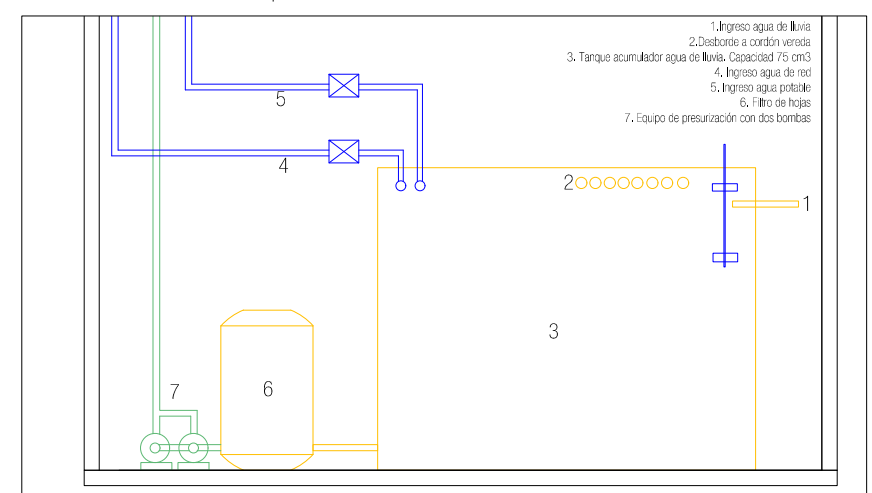 1.Ingreso agua de lluvia
2.Desborde a cordón vereda
3. Tanque acumulador agua de lluvia. Capacidad 75 cm3
4. Ingreso agua de red
5. Ingreso agua potable
6. Filtro de hojas
7. Equipo de presurización con dos bombas
5
4
2
1
3
7
6